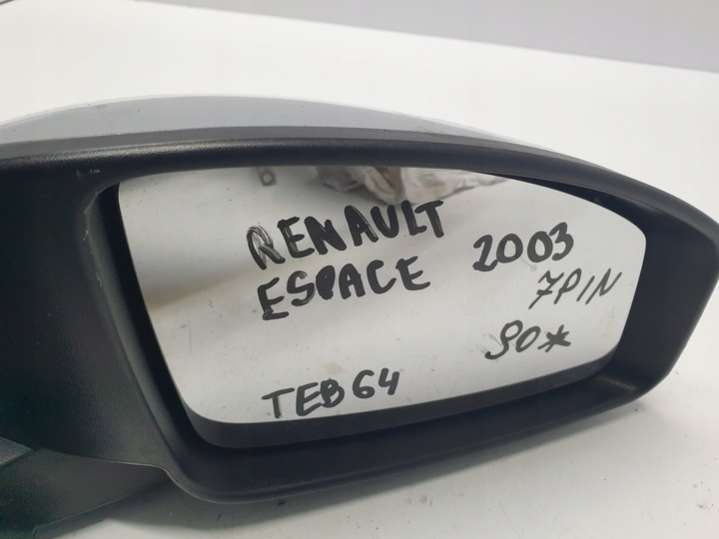 RENAULT
ESPACE 2003
7PIN
90*
TEB64